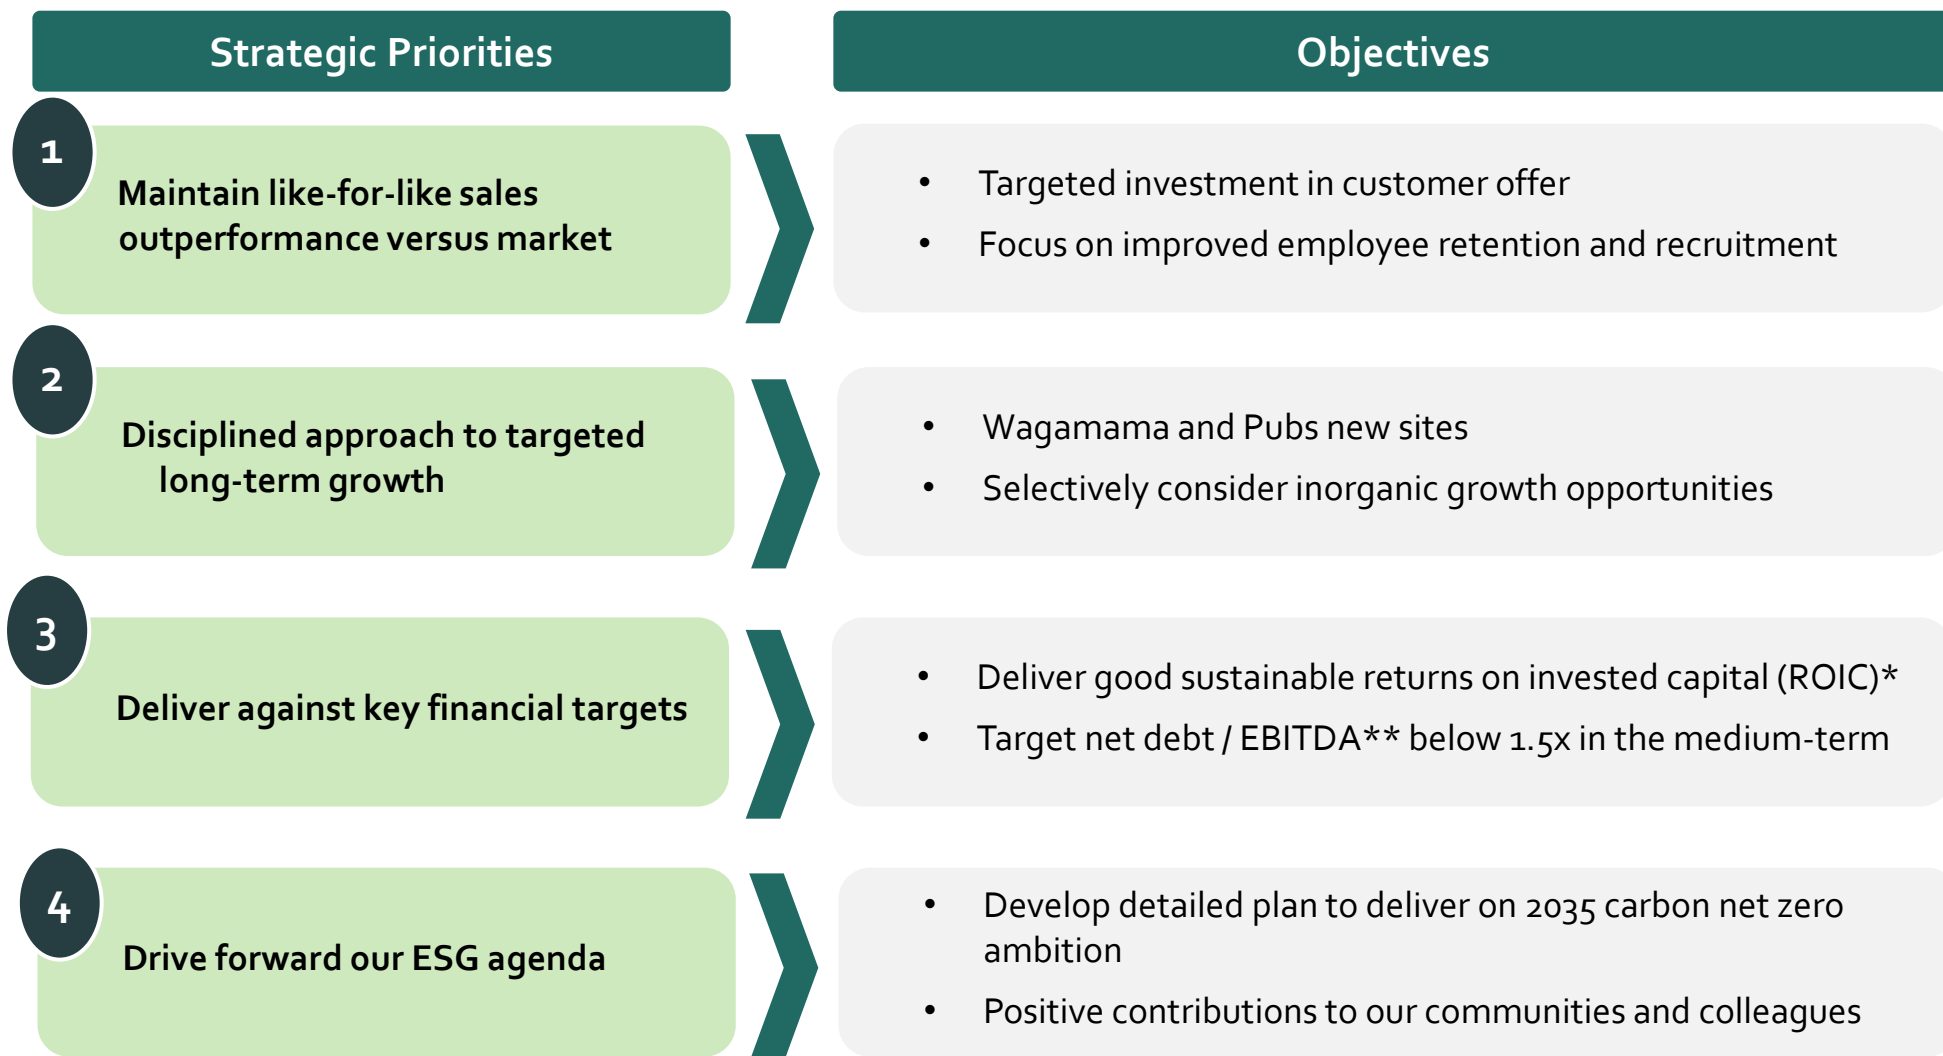 Strategic Priorities
Objectives
1
Maintain like-for-like sales
outperformance versus market
• Targeted investment in customer offer
• Focus on improved employee retention and recruitment
2
Disciplined approach to targeted
long-term growth
• Wagamama and Pubs new sites
• Selectively consider inorganic growth opportunities
3
Deliver against key financial targets
• Deliver good sustainable returns on invested capital (ROIC)*
• Target net debt / EBITDA** below 1.5x in the medium-term
4
Drive forward our ESG agenda
• Develop detailed plan to deliver on 2035 carbon net zero
ambition
• Positive contributions to our communities and colleagues